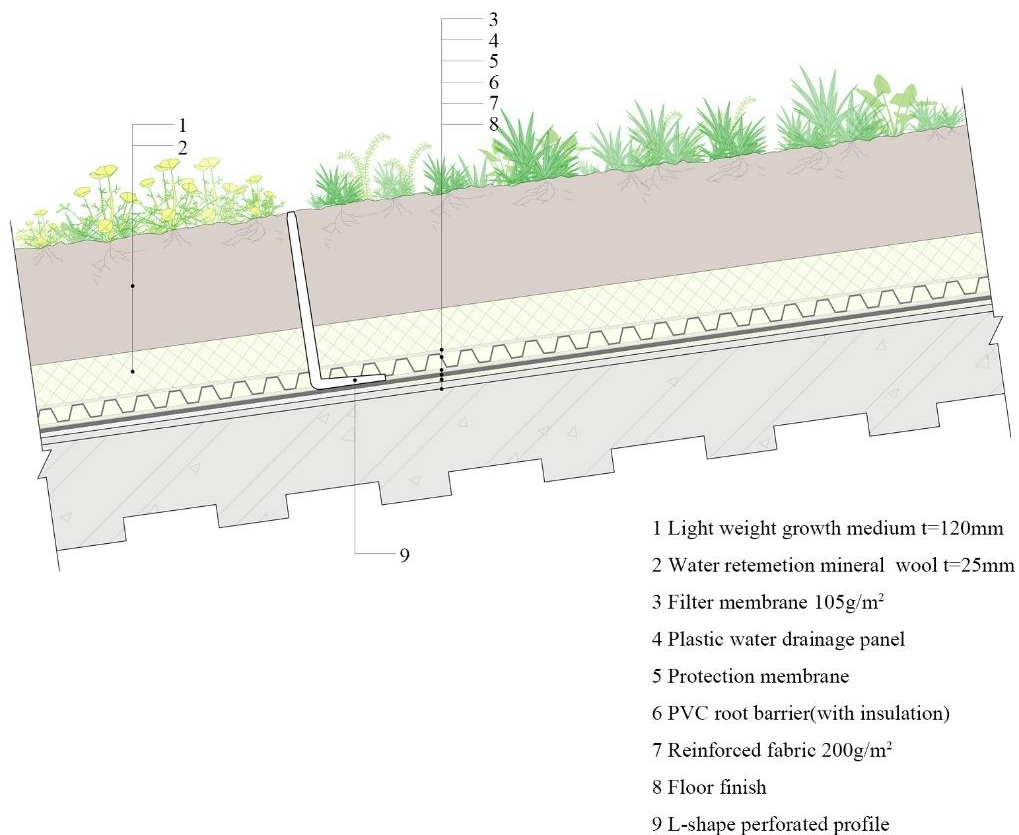 3
4
5
6
7
8
1
2
9
1 Light weight growth medium t=120mm
2 Water retemetion mineral wool t=25mm
3 Filter membrane 105g/m²
4 Plastic water drainage panel
5 Protection membrane
6 PVC root barrier(with insulation)
7 Reinforced fabric 200g/m²
8 Floor finish
9 L-shape perforated profile